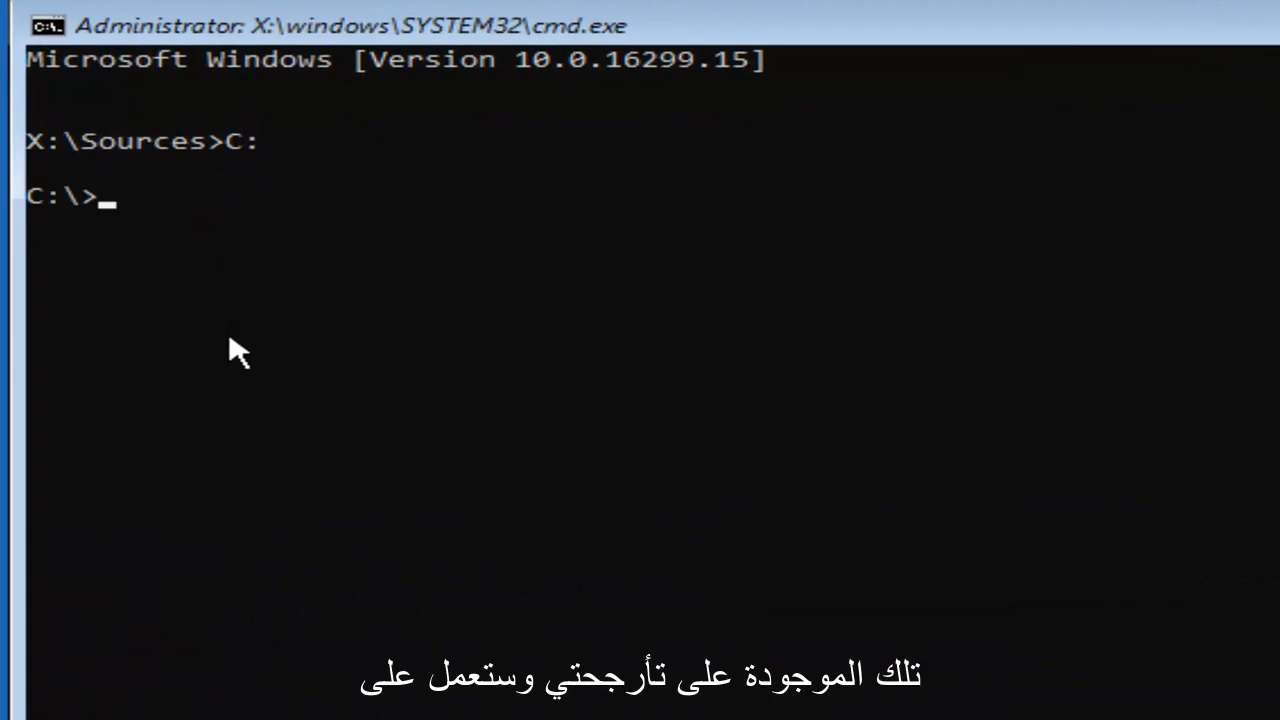 Administrator: X:\windows\SYSTEM32\cmd.exe
Microsoft Windows [Version 10.0.16299.15]
X:\Sources>C:
C:\>
تلك الموجودة على تأرجحتي وستعمل على